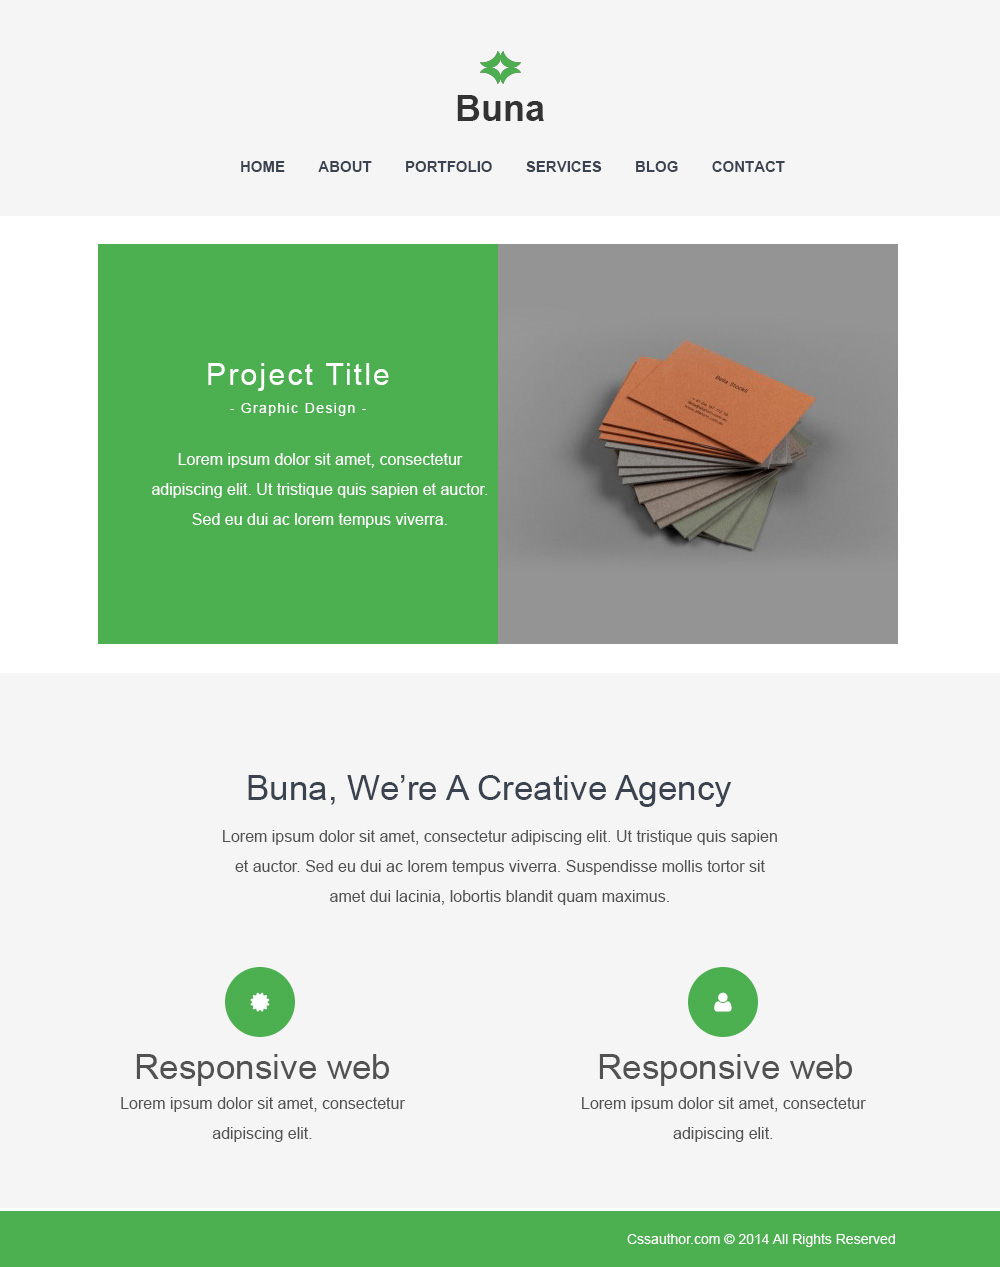 Buna
HOME ABOUT PORTFOLIO SERVICES BLOG CONTACT
Project Title
- Graphic Design -
Lorem ipsum dolor sit amet, consectetur
adipiscing elit. Ut tristique quis sapien et auctor.
Sed eu dui ac lorem tempus viverra.
Buna, We’re A Creative Agency
Lorem ipsum dolor sit amet, consectetur adipiscing elit. Ut tristique quis sapien
et auctor. Sed eu dui ac lorem tempus viverra. Suspendisse mollis tortor sit
amet dui lacinia, lobortis blandit quam maximus.
Responsive web
Lorem ipsum dolor sit amet, consectetur
adipiscing elit.
Responsive web
Lorem ipsum dolor sit amet, consectetur
adipiscing elit.
Cssauthor.com © 2014 All Rights Reserved